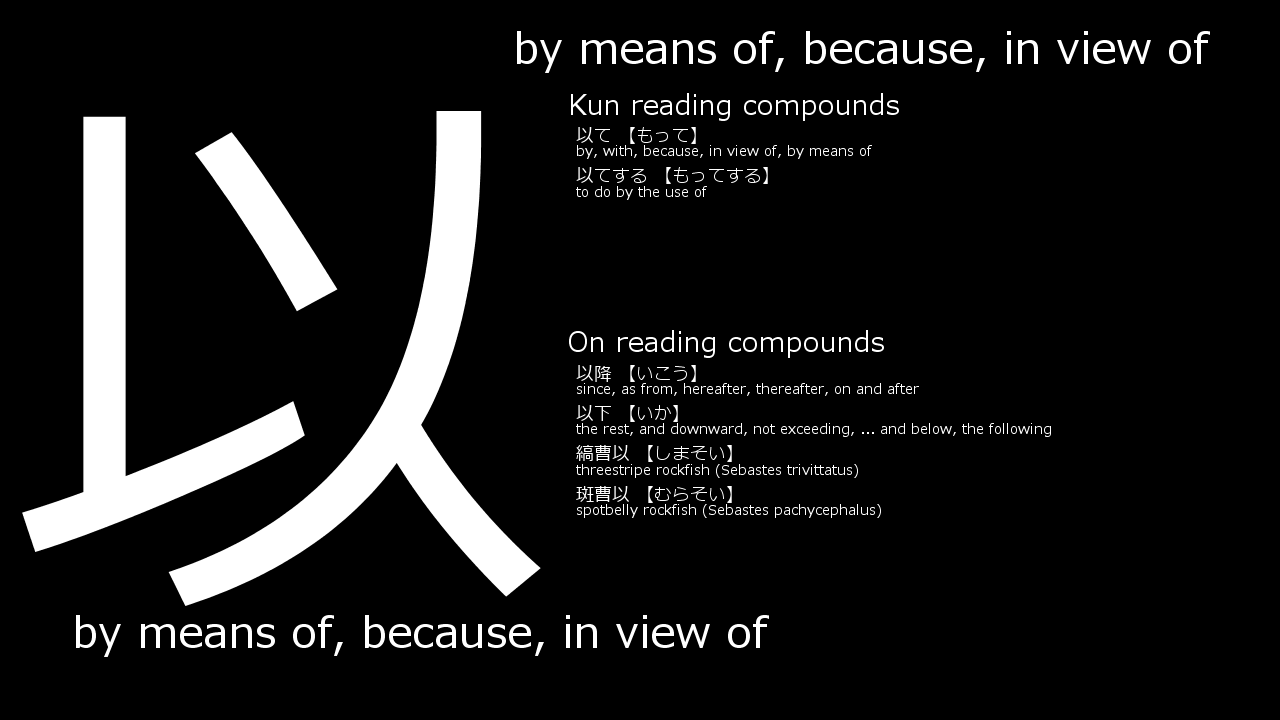 by means of, because, in view of
以
Kun reading compounds
以て 【もって】
by, with, because, in view of, by means of
以てする 【もってする】
to do by the use of
On reading compounds
以降 【いこう】
since, as from, hereafter, thereafter, on and after
以下 【いか】
the rest, and downward, not exceeding, ... and below, the following
縞曹以 【しまそい】
threestripe rockfish (Sebastes trivittatus)
斑曹以 【むらそい】
spotbelly rockfish (Sebastes pachycephalus)
by means of, because, in view of